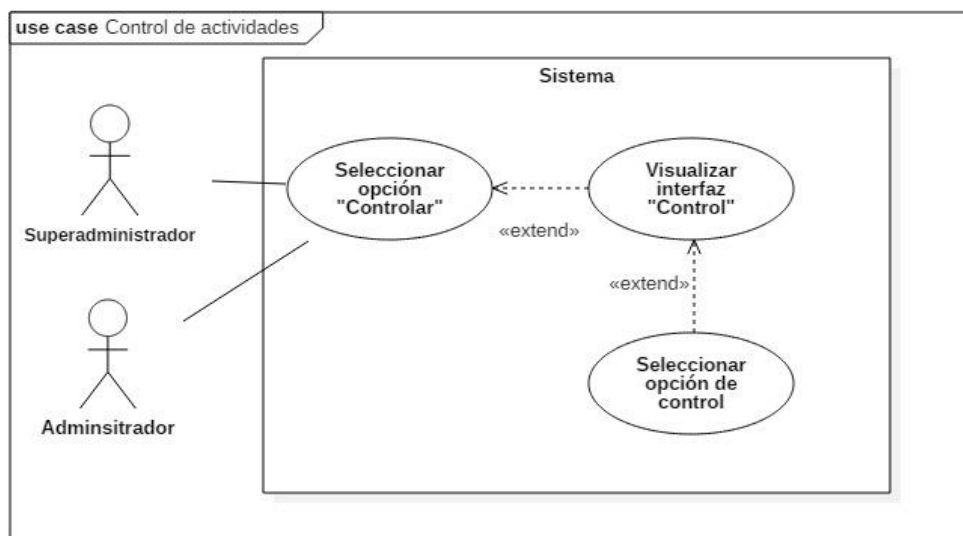 use case Control de actividades
Sistema
Seleccionar
opción
"Controlar"
Visualizar
interfaz
"Control"
«extend»
Superadministrador
«extend»
Seleccionar
opción de
control
Adminsitrador